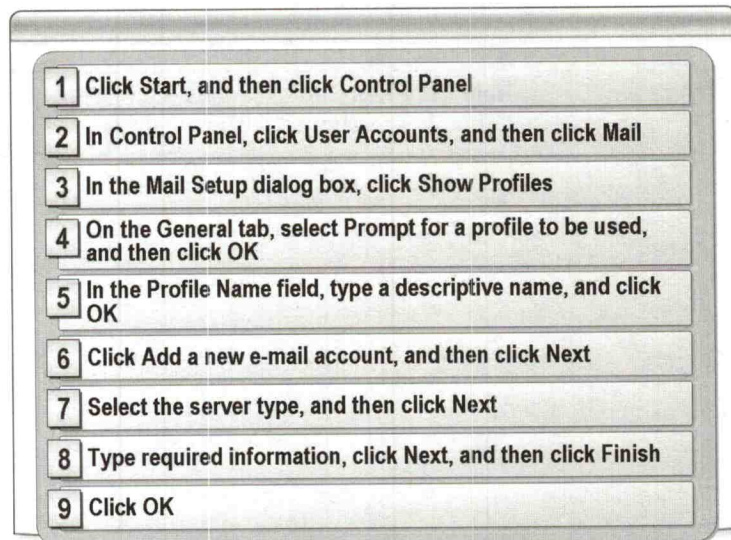 1 Click Start, and then click Control Panel
2 In Control Panel, click User Accounts, and then click Mail
3 In the Mail Setup dialog box, click Show Profiles
4 On the General tab, select Prompt for a profile to be used,
and then click OK
5 In the Profile Name field, type a descriptive name, and click
OK
6 Click Add a new e-mail account, and then click Next
7 Select the server type, and then click Next
8 Type required information, click Next, and then click Finish
9 Click OK